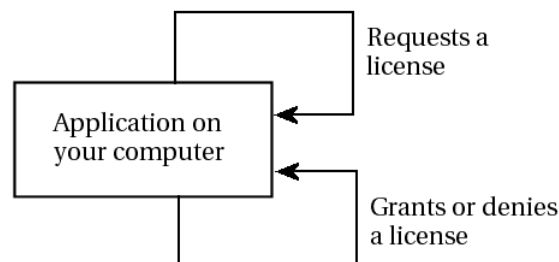 Requests a
license
Application on
your computer
Grants or denies
a license